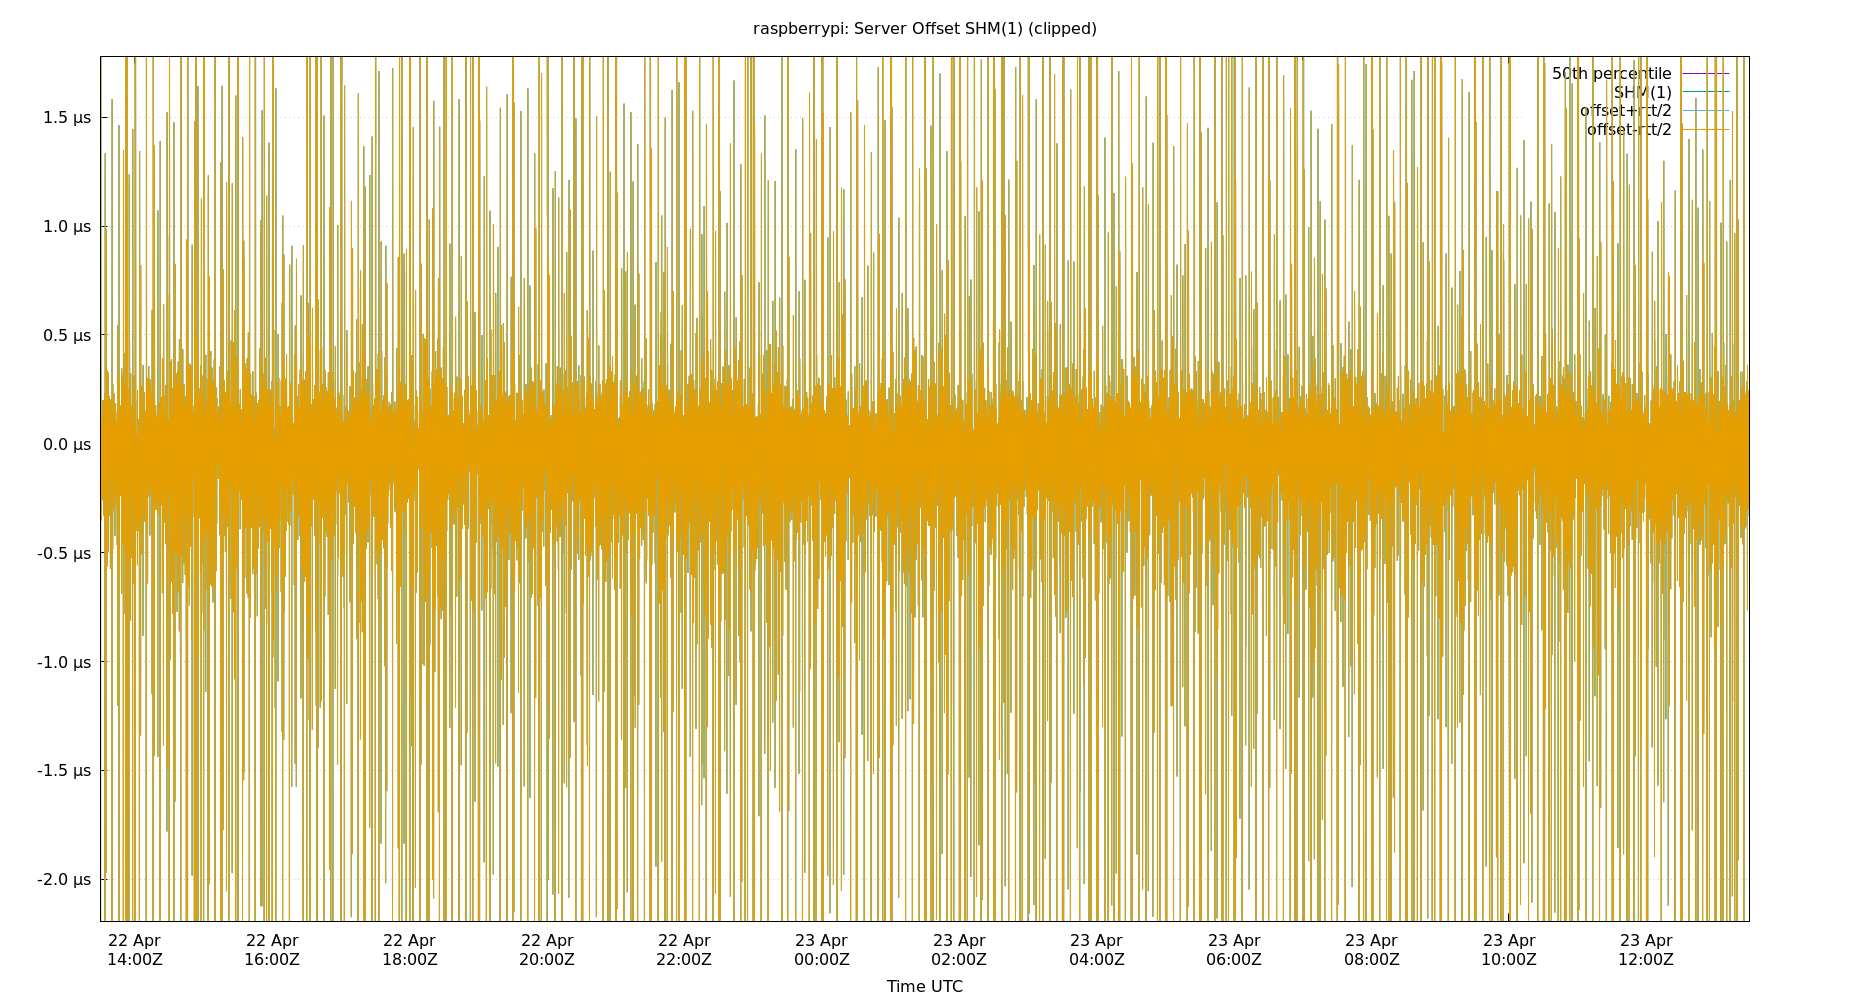 raspberrypi: Server Offset SHM(1) (clipped)
50th percentile
SHM(1)
offset+rtt/2
offset-rtt/2
1.5 µs
1.0 µs
0.5 µs
0.0 µs
-0.5 µs
-1.0 µs
-1.5 µs
-2.0 µs
22 Apr 22 Apr 22 Apr 22 Apr 22 Apr 23 Apr 23 Apr 23 Apr 23 Apr 23 Apr 23 Apr 23 Apr
14:00Z 16:00Z 18:00Z 20:00Z 22:00Z 00:00Z 02:00Z 04:00Z 06:00Z 08:00Z 10:00Z 12:00Z
Time UTC